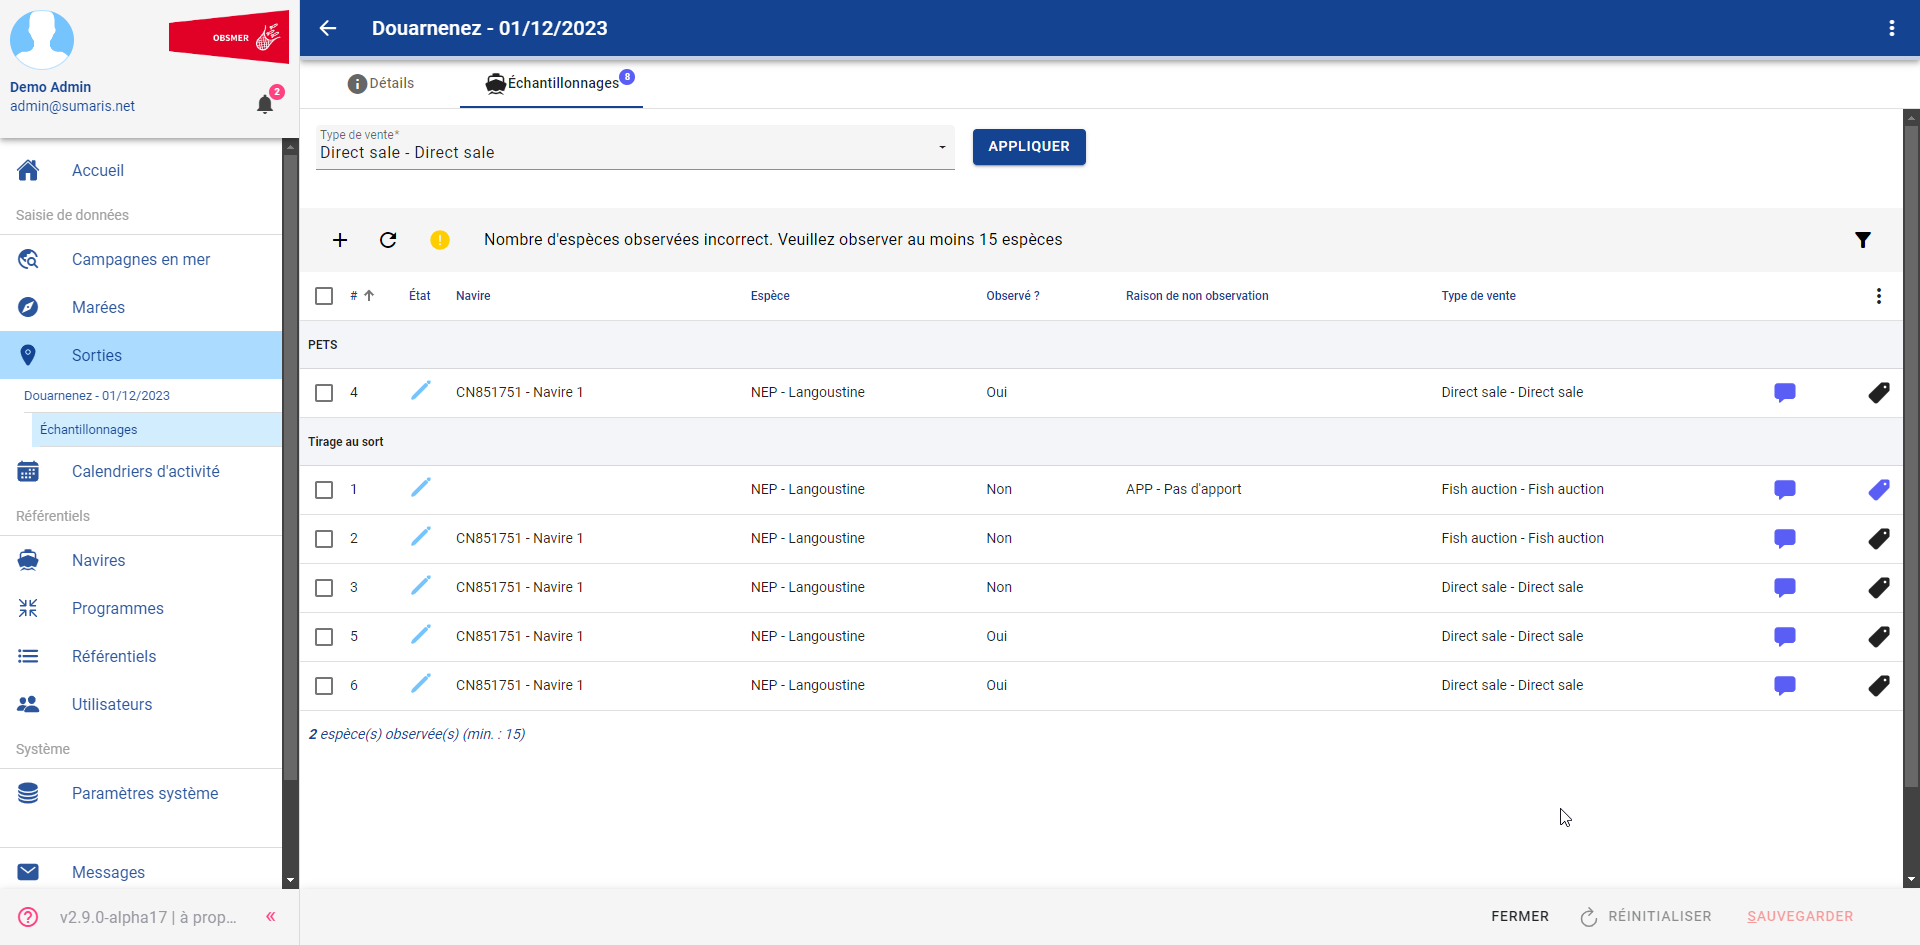 OBSMER
Demo Admin
admin@sumaris.net
2
Accueil
Saisie de données
Campagnes en mer
Marées
Sorties
Douarnenez - 01/12/2023
Échantillonnages
Calendriers d'activité
Référentiels
Navires
Programmes
Référentiels
Utilisateurs
Système
Paramètres système
Messages
v2.9.0-alpha17 | à prop...
Douarnenez - 01/12/2023
Détails
Échantillonnages 8
Type de vente*
Direct sale - Direct sale
APPLIQUER
Nombre d'espèces observées incorrect. Veuillez observer au moins 15 espèces
# État Navire Espèce Observé ? Raison de non observation Type de vente
PETS
4 CN851751 - Navire 1 NEP - Langoustine Oui Direct sale - Direct sale
Tirage au sort
1 NEP - Langoustine Non APP - Pas d'apport Fish auction - Fish auction
2 CN851751 - Navire 1 NEP - Langoustine Non Fish auction - Fish auction
3 CN851751 - Navire 1 NEP - Langoustine Non Direct sale - Direct sale
5 CN851751 - Navire 1 NEP - Langoustine Oui Direct sale - Direct sale
6 CN851751 - Navire 1 NEP - Langoustine Oui Direct sale - Direct sale
2 espèce(s) observée(s) (min. : 15)
FERMER
RÉINITIALISER
SAUVEGARDER